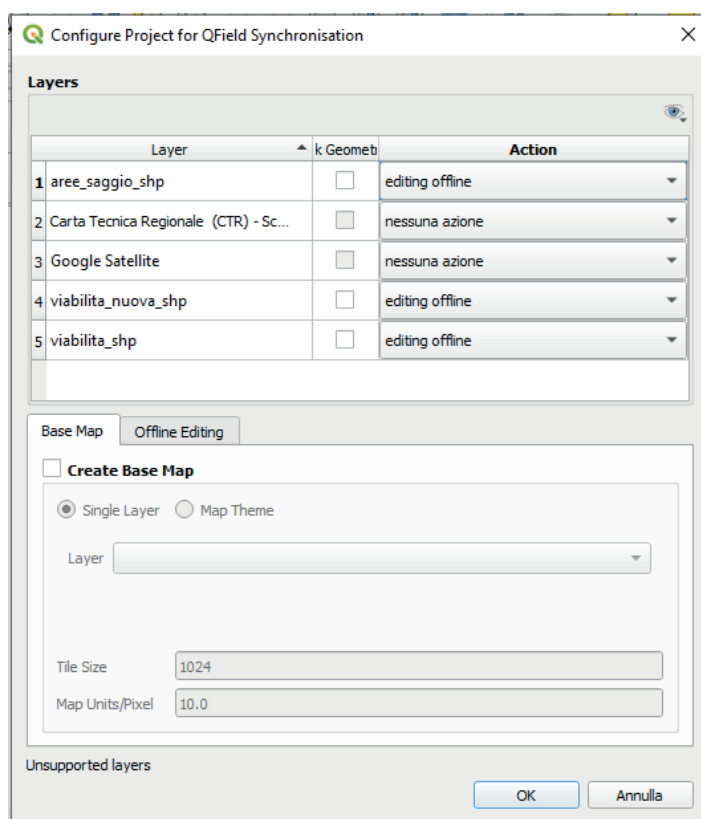 Configure Project for QField Synchronisation
Layers
Layer k Geometi Action
1 aree_saggio_shp editing offline
2 Carta Tecnica Regionale (CTR) - Sc... nessuna azione
3 Google Satellite nessuna azione
4 viabilita_nuova_shp editing offline
5 viabilita_shp editing offline
Base Map Offline Editing
Create Base Map
Single Layer Map Theme
Layer
Tile Size 1024
Map Units/Pixel 10.0
Unsupported layers
OK Annulla